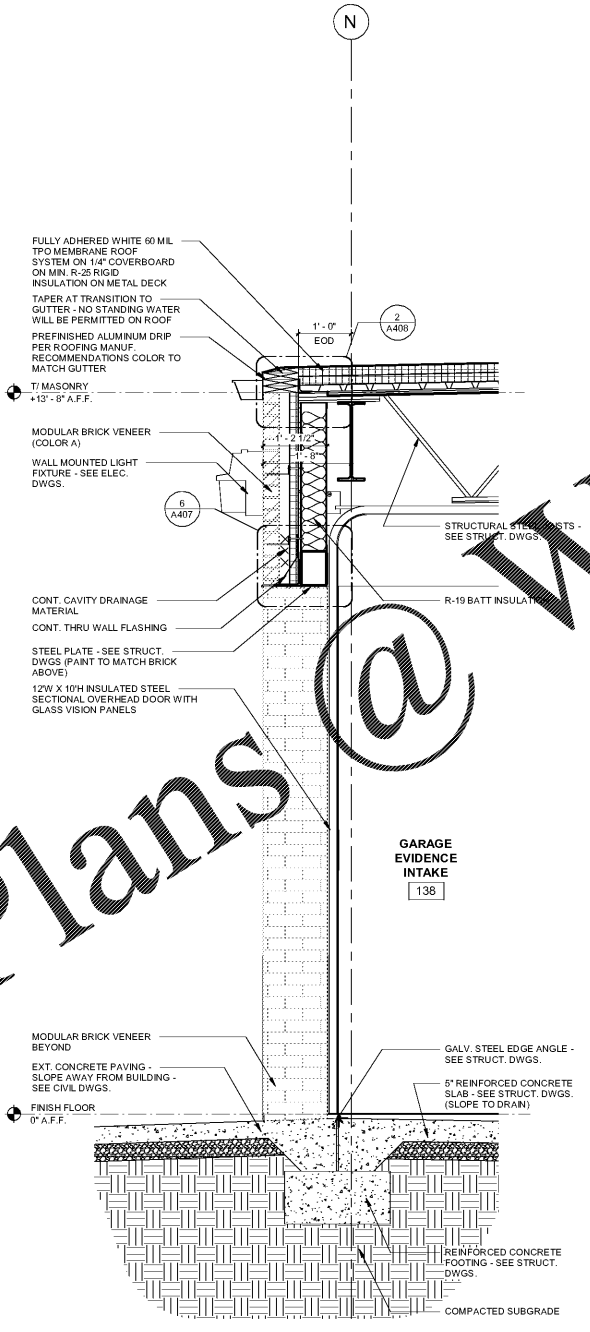 N
FULLY ADHERED WHITE 60 MIL
TPO MEMBRANE ROOF
SYSTEM ON 1/4" COVERBOARD
ON MIN. R-25 RIGID
INSULATION ON METAL DECK
TAPER AT TRANSITION TO
GUTTER - NO STANDING WATER
WILL BE PERMITTED ON ROOF
PREFINISHED ALUMINUM DRIP
PER ROOFING MANUF.
RECOMMENDATIONS COLOR TO
MATCH GUTTER
1' - 0"
EOD
2
A408
T/ MASONRY
+13' - 8" A.F.F.
MODULAR BRICK VENEER
(COLOR A)
1' - 2 1/2"
1' - 8"
WALL MOUNTED LIGHT
FIXTURE - SEE ELEC.
DWGS.
6
A407
STRUCTURAL STEEL JOISTS -
SEE STRUCT. DWGS.
CONT. CAVITY DRAINAGE
MATERIAL
R-19 BATT INSULATION
CONT. THRU WALL FLASHING
STEEL PLATE - SEE STRUCT.
DWGS (PAINT TO MATCH BRICK
ABOVE)
12'W X 10'H INSULATED STEEL
SECTIONAL OVERHEAD DOOR WITH
GLASS VISION PANELS
Plans @
GARAGE
EVIDENCE
INTAKE
138
MODULAR BRICK VENEER
BEYOND
EXT. CONCRETE PAVING -
SLOPE AWAY FROM BUILDING -
SEE CIVIL DWGS.
GALV. STEEL EDGE ANGLE -
SEE STRUCT. DWGS.
5" REINFORCED CONCRETE
SLAB - SEE STRUCT. DWGS.
(SLOPE TO DRAIN)
FINISH FLOOR
0" A.F.F.
REINFORCED CONCRETE
FOOTING - SEE STRUCT.
DWGS.
COMPACTED SUBGRADE